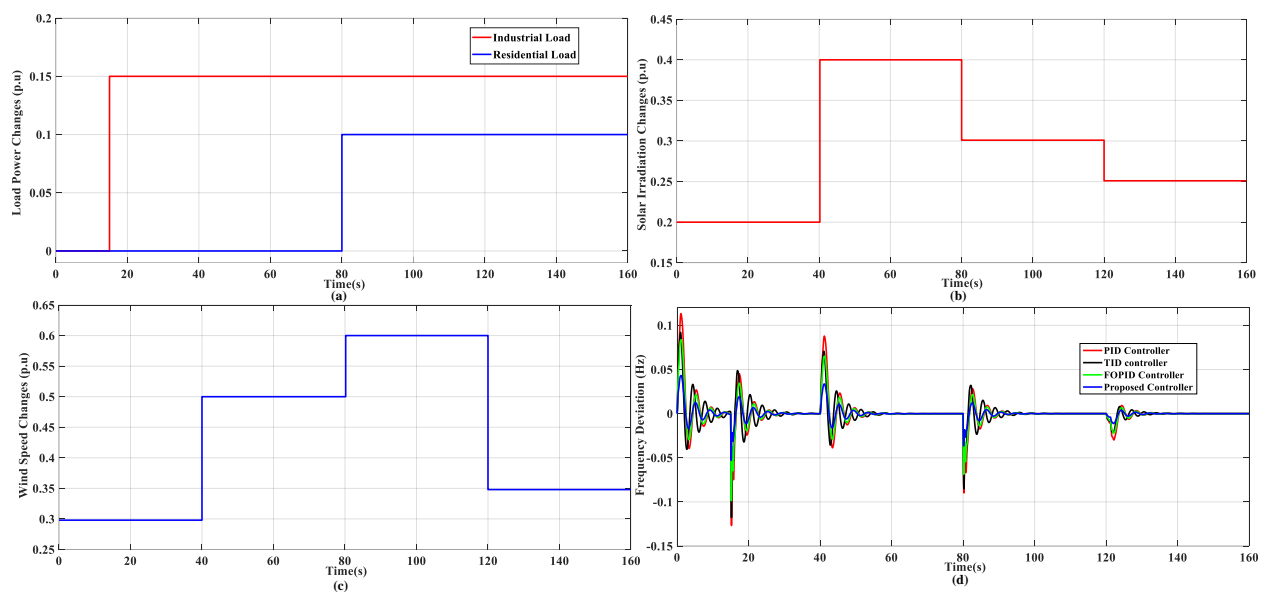 0.2
0.15
0.1
0.05
0
Load Power Changes (p.u)
Industrial Load
Residential Load
0 20 40 60 80 100 120 140 160
Time(s)
(a)
0.45
0.4
0.35
0.3
0.25
0.2
0.15
Solar Irradiation Changes (p.u)
0 20 40 60 80 100 120 140 160
Time(s)
(b)
0.65
0.6
0.55
0.5
0.45
0.4
0.35
0.3
0.25
Wind Speed Changes (p.u)
0 20 40 60 80 100 120 140 160
Time(s)
(c)
0.1
0.05
0
-0.05
-0.1
-0.15
Frequency Deviation (Hz)
PID Controller
TID controller
FOPID Controller
Proposed Controller
0 20 40 60 80 100 120 140 160
Time(s)
(d)